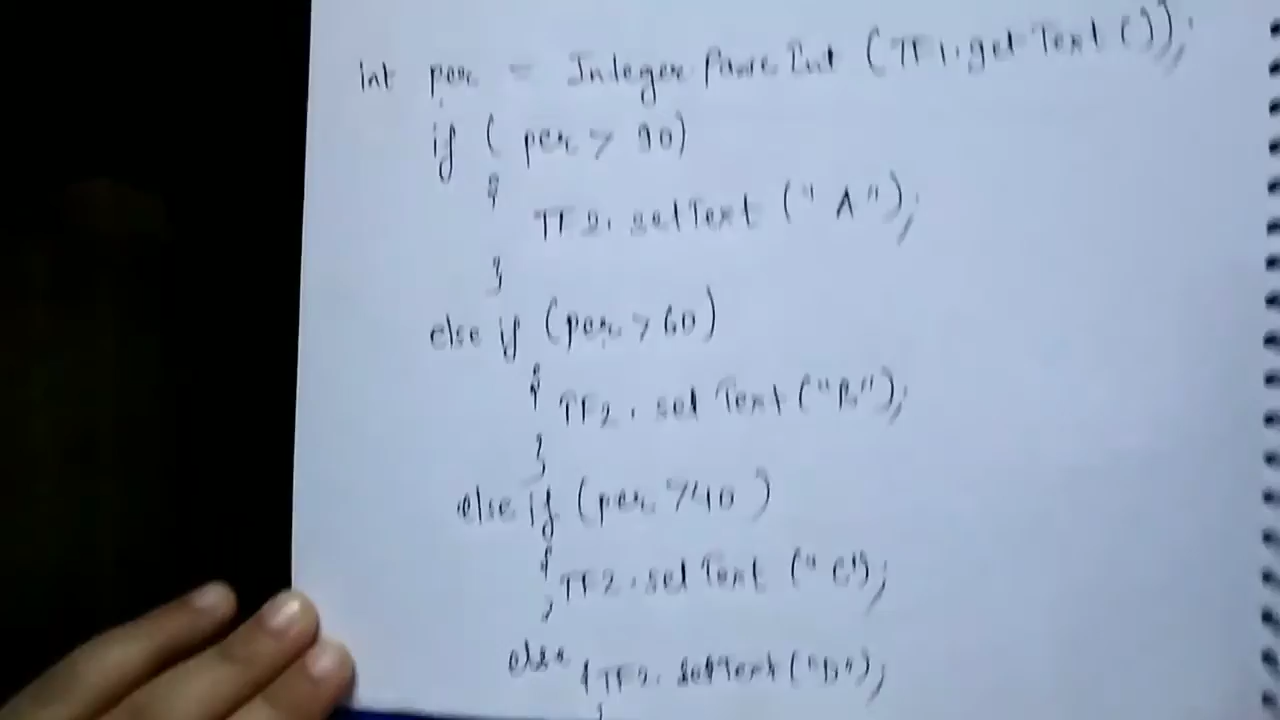 int per = Integer.parseInt (TF1.getText ());
if ( per > 90)
{
TF2.setText ("A");
}
else if (per > 60)
{ TF2.setText ("B");
}
else if (per >40 )
{ TF2.setText ("C");
}
else { TF2.setText ("D");
}